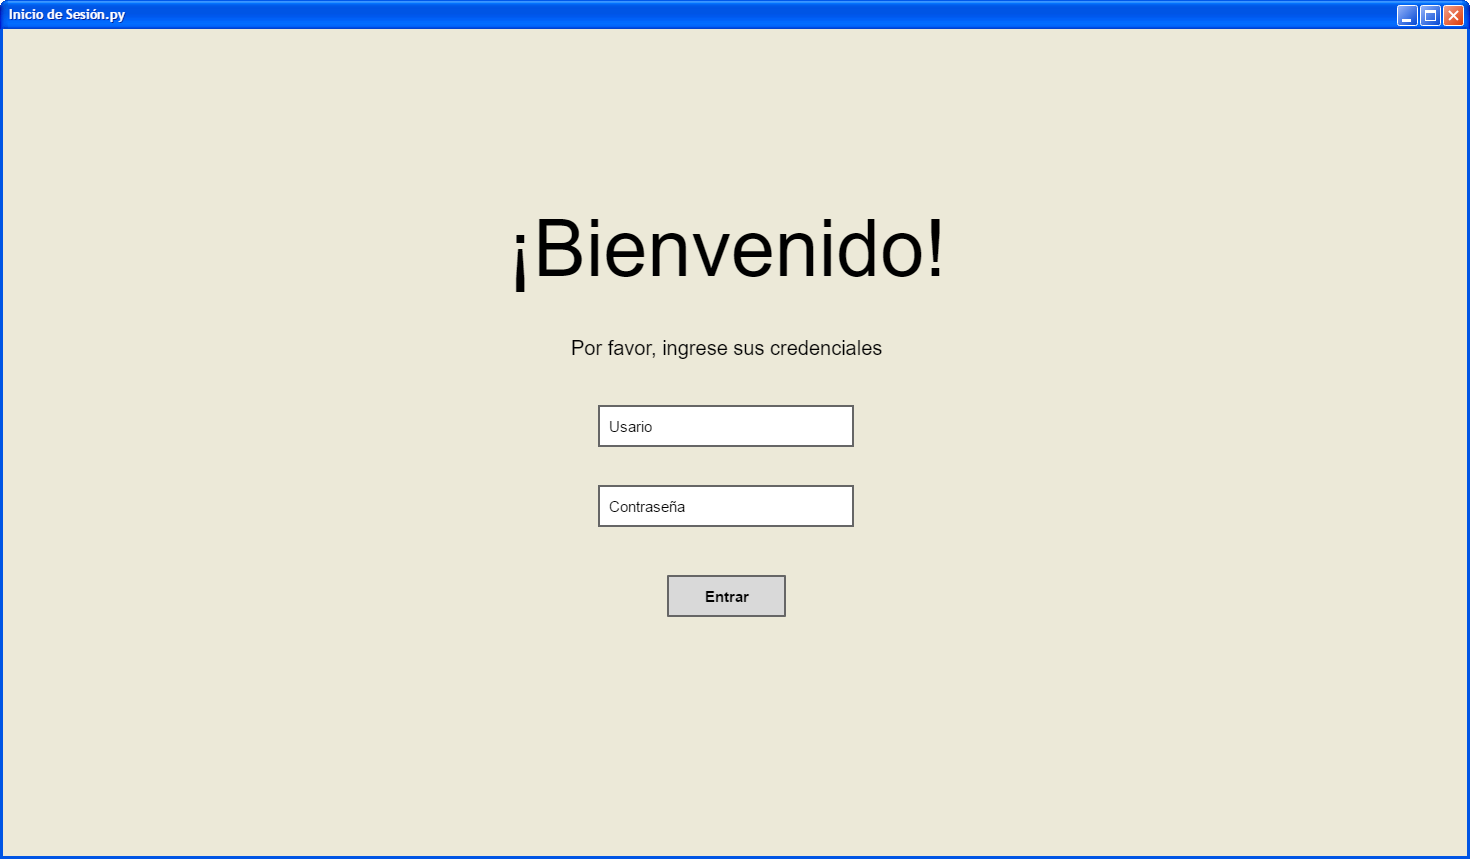 Inicio de Sesión.py
¡Bienvenido!
Por favor, ingrese sus credenciales
Usario
Contraseña
Entrar